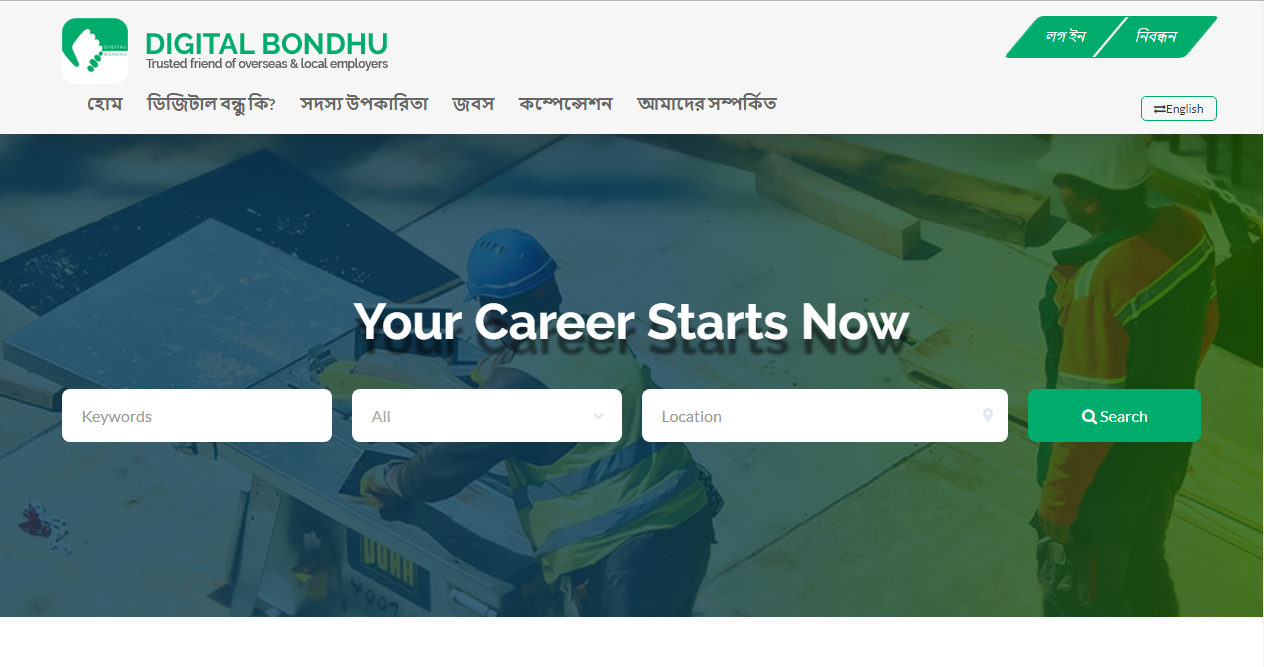 DIGITAL BONDHU
DIGITAL BONDHU
Trusted friend of overseas & local employers
লগ ইন
নিবন্ধন
হোম
ডিজিটাল বন্ধু কি?
সদস্য উপকারিতা
জবস
কম্পেন্সেশন
আমাদের সম্পর্কিত
English
Your Career Starts Now
Keywords
All
Location
Search
4007